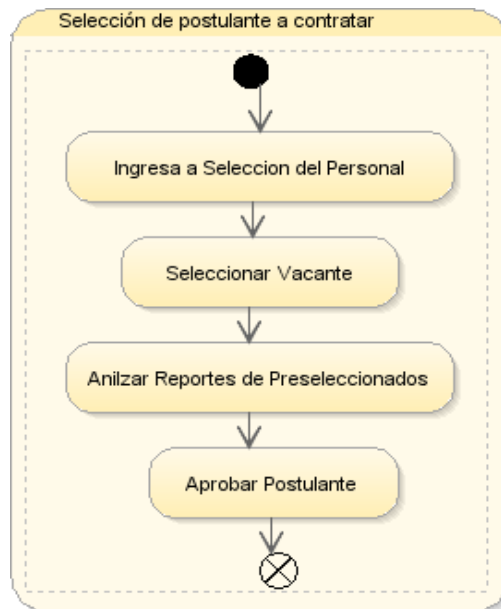 Selección de postulante a contratar
Ingresa a Seleccion del Personal
Seleccionar Vacante
Anilzar Reportes de Preseleccionados
Aprobar Postulante